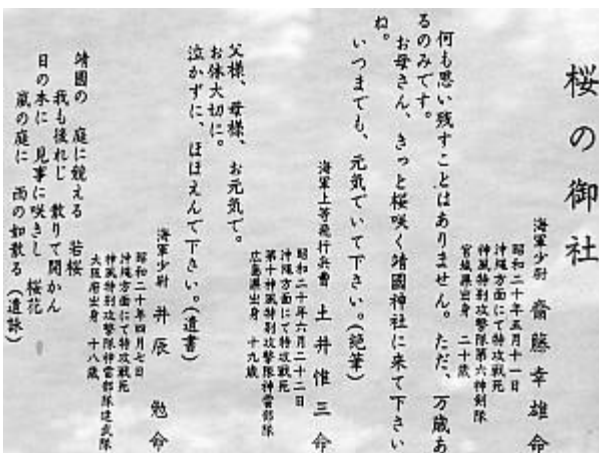 桜の御社
海軍少尉 齋藤幸雄命
昭和二十年五月十一日
沖縄方面にて特攻戦死
神風特別攻撃隊第六神剣隊
宮城県出身 二十歳
何も思い残すことはありません。ただ、万歳あ
るのみです。
お母さん、きっと桜咲く靖國神社に来て下さい
ね。
いつまでも、元気でいて下さい。(絶筆)
海軍上等飛行兵曹 土井惟三命
昭和二十年六月二十二日
沖縄方面にて特攻戦死
第十神風特別攻撃隊神雷部隊
広島県出身 十九歳
父様、母様、お元気で。
お体大切に。
泣かずに、ほほえんで下さい。(遺書)
海軍少尉 井辰勉命
昭和二十年四月七日
沖縄方面にて特攻戦死
神風特別攻撃隊神雷部隊建武隊
大阪府出身 十八歳
靖國の 庭に競える 若桜
我も後れじ 散りて開かん
日の本に 見事に咲きし 桜花
嵐の庭に 雨の如散る(遺詠)